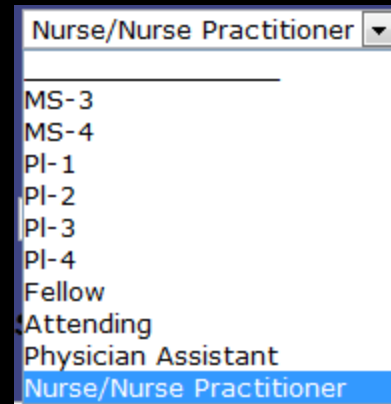 Nurse/Nurse Practitioner
____________________
MS-3
MS-4
Pl-1
Pl-2
Pl-3
Pl-4
Fellow
Attending
Physician Assistant
Nurse/Nurse Practitioner